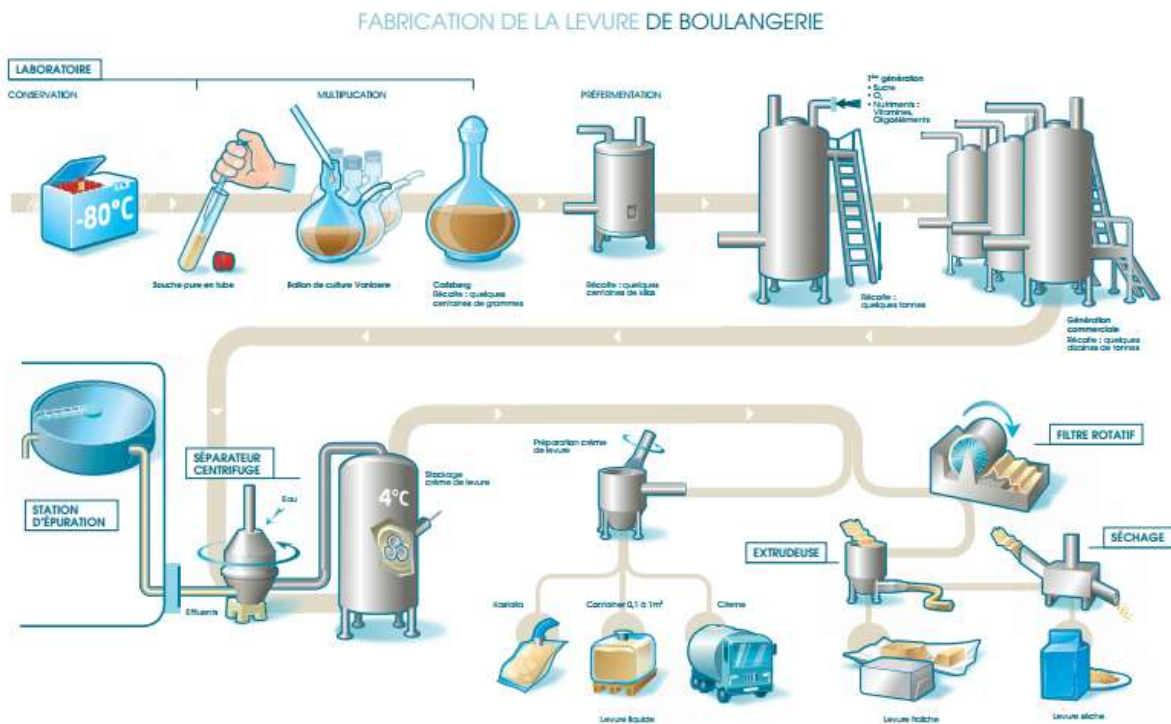 FABRICATION DE LA LEVURE DE BOULANGERIE
LABORATOIRE
CONSERVATION
MULTIPLICATION
PRÉFERMENTATION
1ère génération
• Sucre
• O2
• Nutriments :
Vitamines,
Oligoéléments
-80°C
Souche pure en tube
Ballon de culture Vanlaere
Carlsberg
Récolte : quelques
centaines de grammes
Récolte : quelques
centaines de kilos
Récolte :
quelques tonnes
Génération
commerciale
Récolte : quelques
dizaines de tonnes
STATION
D'ÉPURATION
SÉPARATEUR
CENTRIFUGE
Eau
Effluents
4°C
Stockage
crème de levure
Préparation crème
de levure
FILTRE ROTATIF
EXTRUDEUSE
SÉCHAGE
Container 0,1 à 1m³
Citerne
Levure liquide
Levure fraîche
Levure sèche